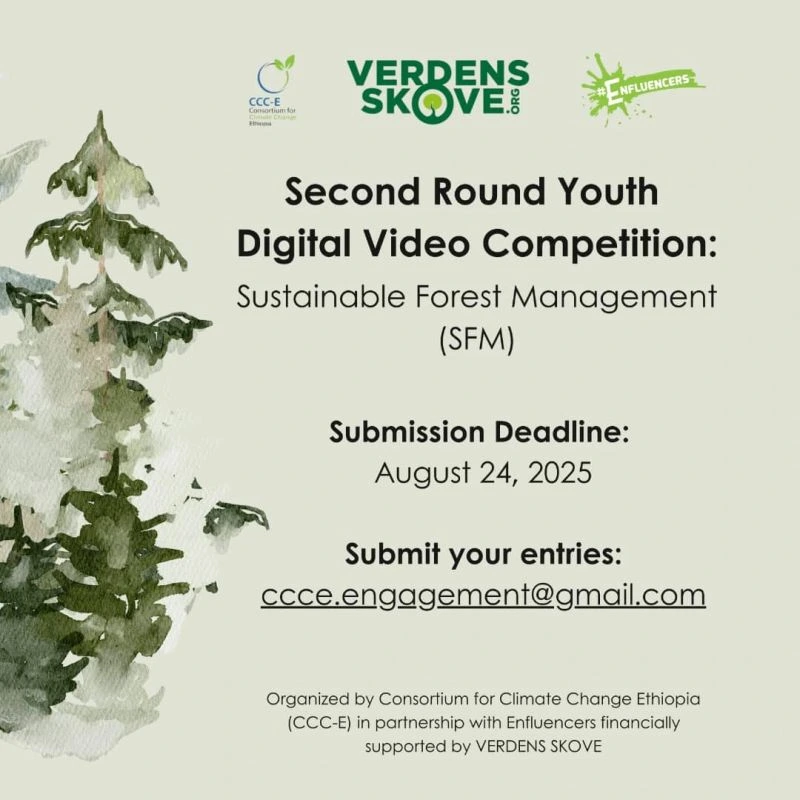 CCC-E
Consortium for
Climate Change
Ethiopia
VERDENS
SKOVE.ORG
#ENFLUENCERS
Second Round Youth
Digital Video Competition:
Sustainable Forest Management
(SFM)
Submission Deadline:
August 24, 2025
Submit your entries:
ccce.engagement@gmail.com
Organized by Consortium for Climate Change Ethiopia
(CCC-E) in partnership with Enfluencers financially
supported by VERDENS SKOVE